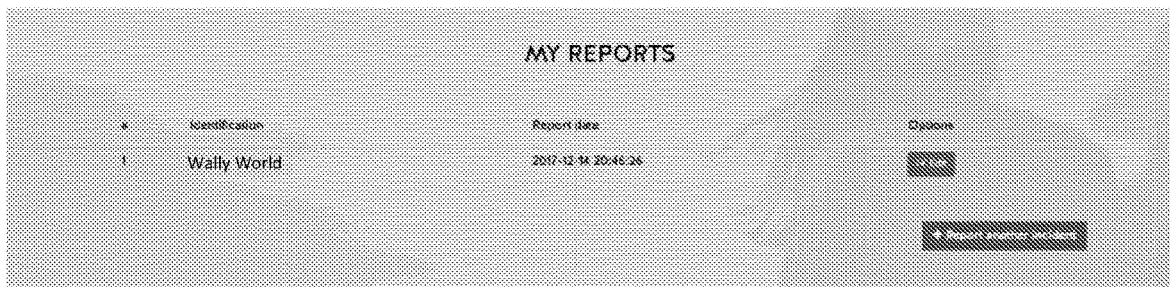 MY REPORTS
# Identification Report date Options
1 Wally World 2017-12-14 20:46:26